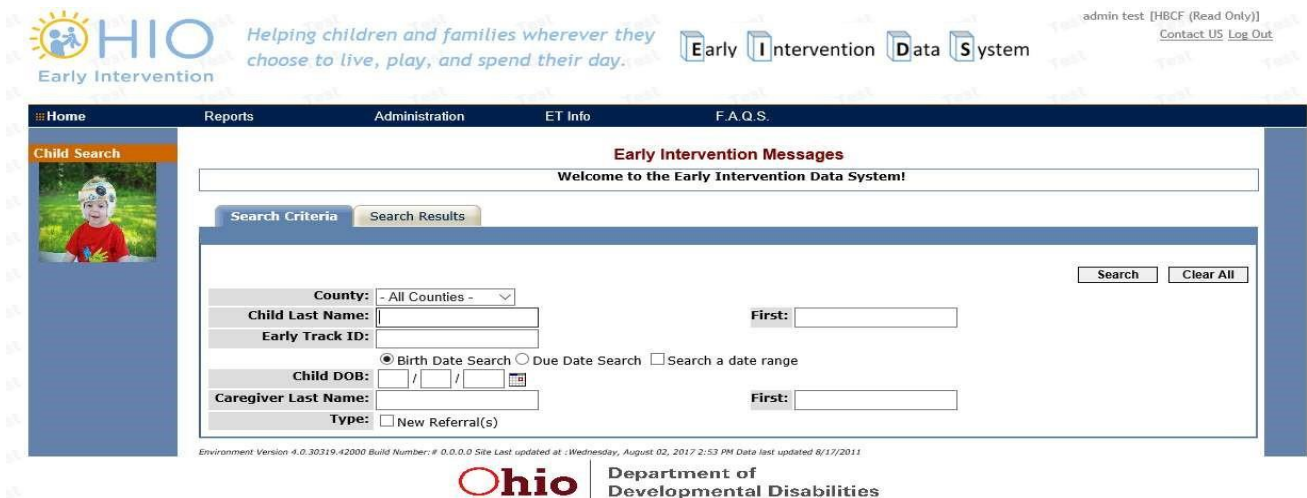 admin test [HBCF (Read Only)]
Contact US Log Out
OHIO
Early Intervention
Helping children and families wherever they
choose to live, play, and spend their day.
Early Intervention Data System
Home Reports Administration ET Info F.A.Q.S.
Child Search
Early Intervention Messages
Welcome to the Early Intervention Data System!
Search Criteria Search Results
Search Clear All
County: - All Counties -
Child Last Name: First:
Early Track ID:
Birth Date Search Due Date Search Search a date range
Child DOB: / /
Caregiver Last Name: First:
Type: New Referral(s)
Environment Version 4.0.30319.42000 Build Number:# 0.0.0.0 Site Last updated at :Wednesday, August 02, 2017 2:53 PM Data last updated 8/17/2011
Ohio Department of
Developmental Disabilities